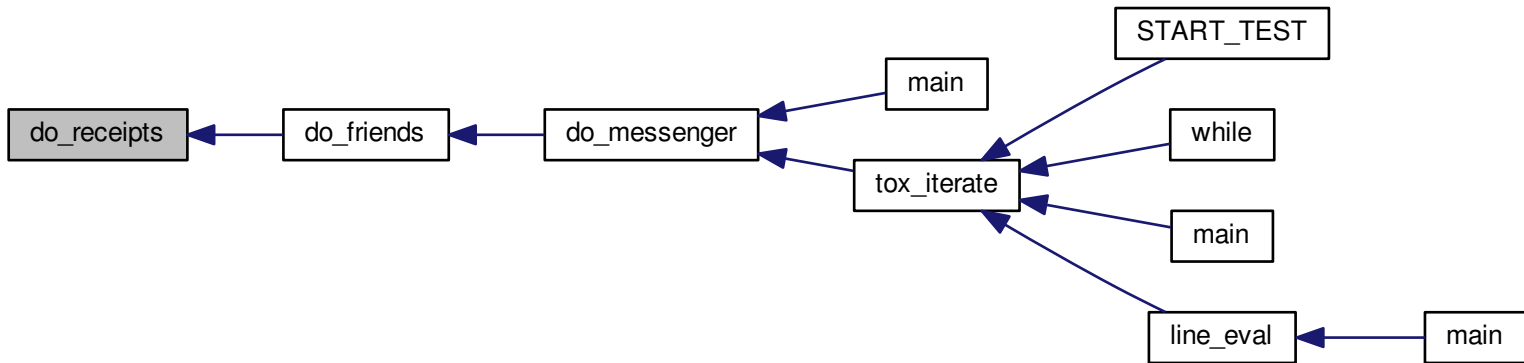 do_receipts
do_friends
do_messenger
main
tox_iterate
START_TEST
while
main
line_eval
main